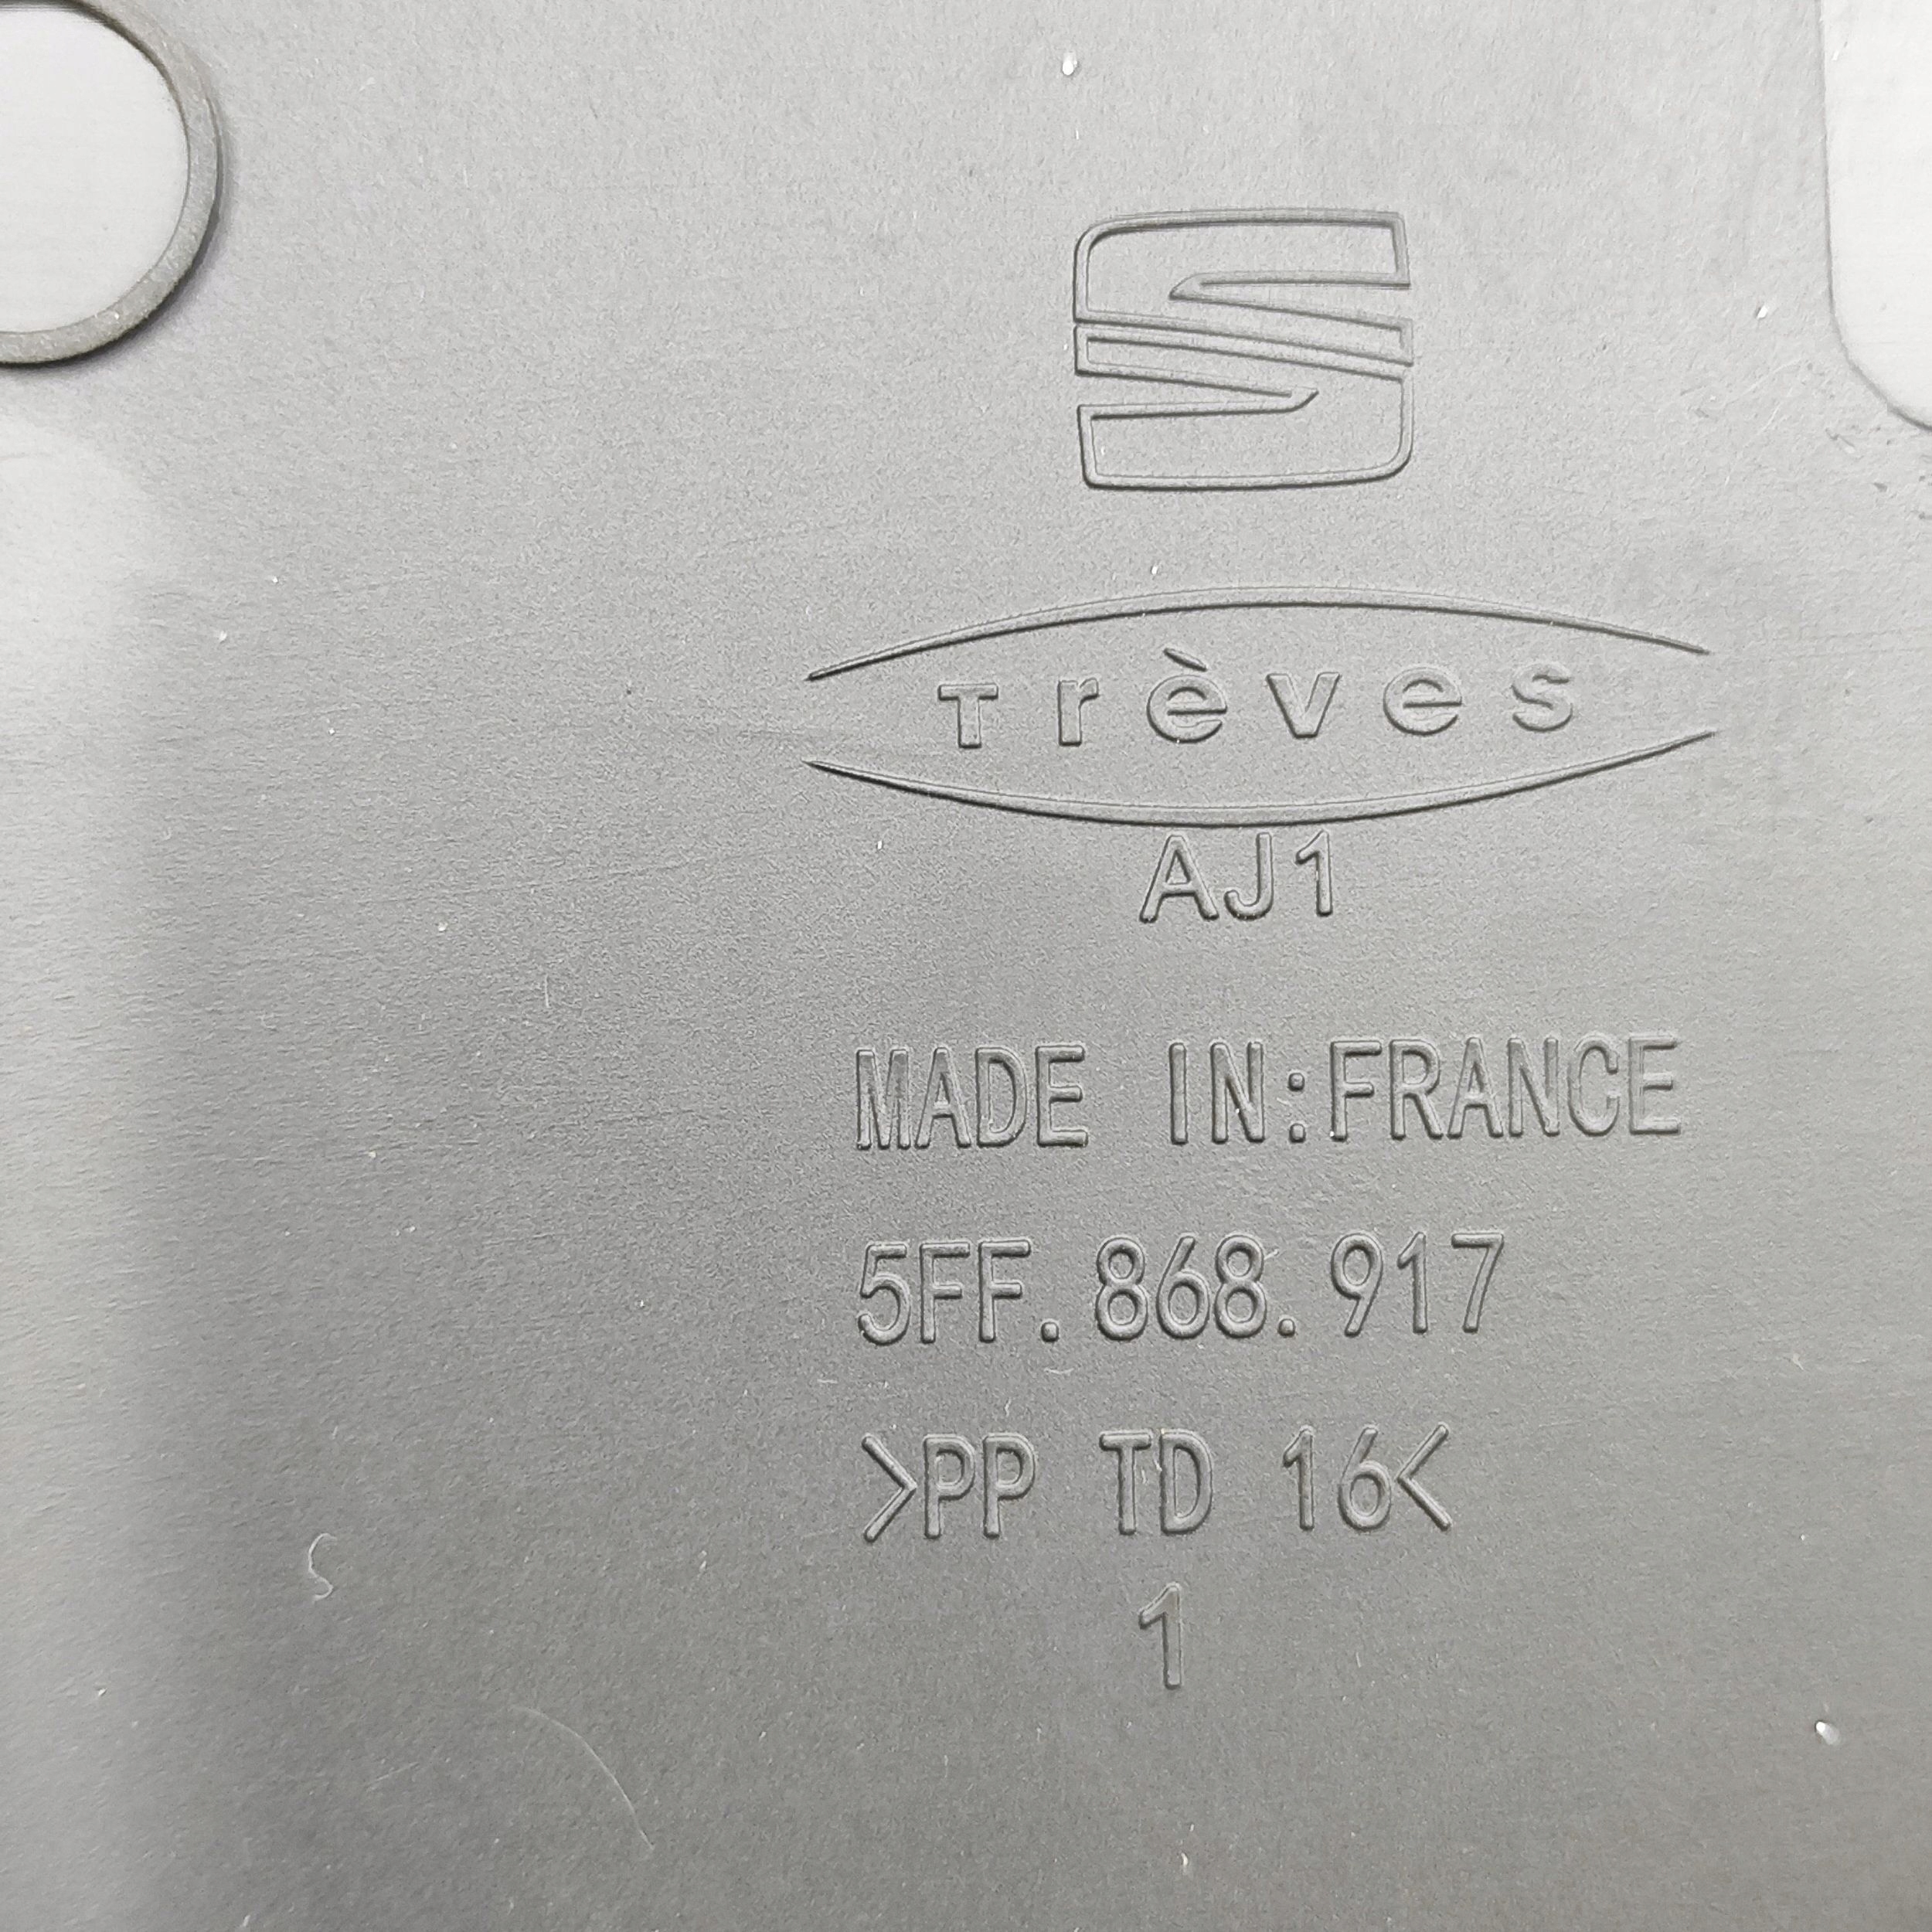 Trèves
AJ1
MADE IN:FRANCE
5FF.868.917
>PP TD 16<
1